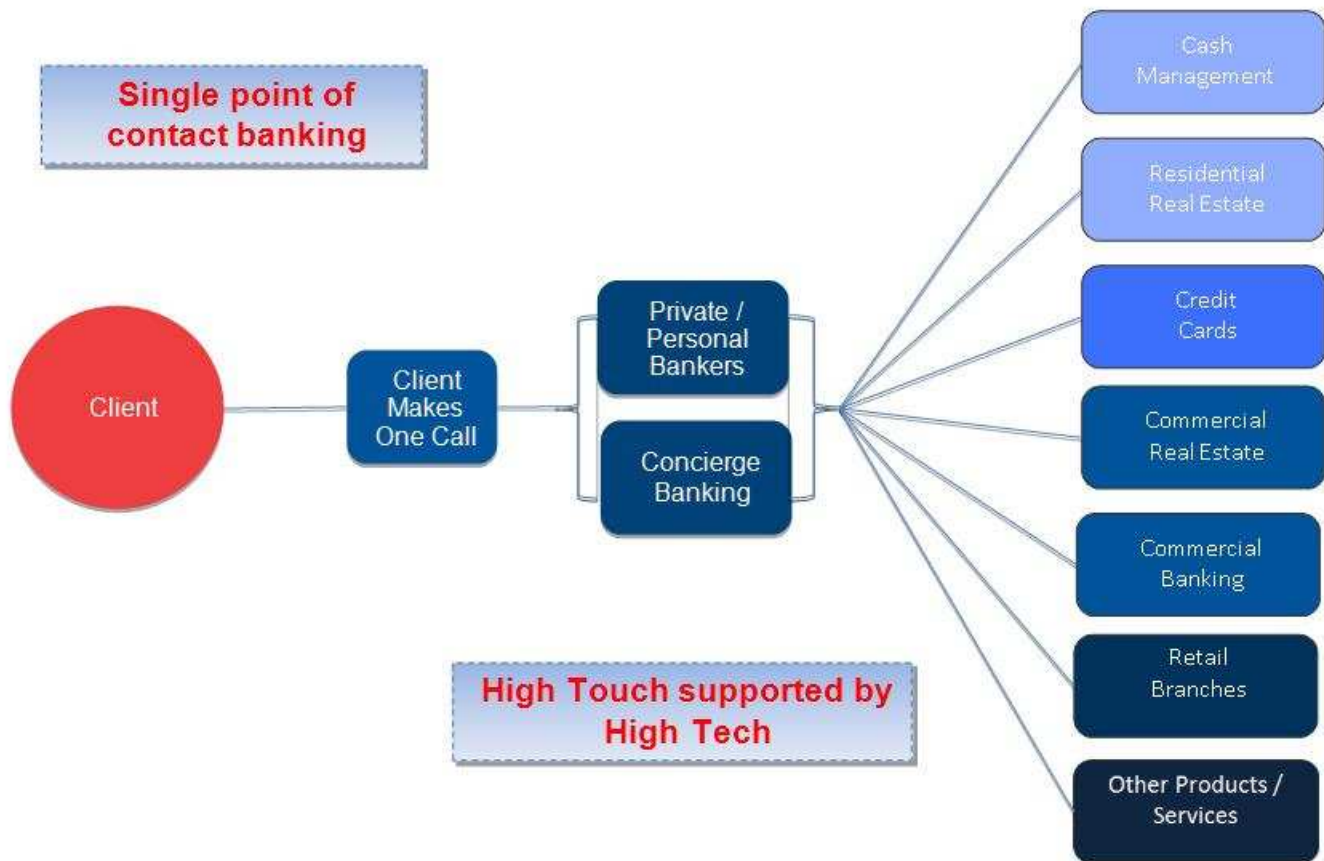 Single point of
contact banking
Client
Client
Makes
One Call
Private /
Personal
Bankers
Concierge
Banking
High Touch supported by
High Tech
Cash
Management
Residential
Real Estate
Credit
Cards
Commercial
Real Estate
Commercial
Banking
Retail
Branches
Other Products /
Services